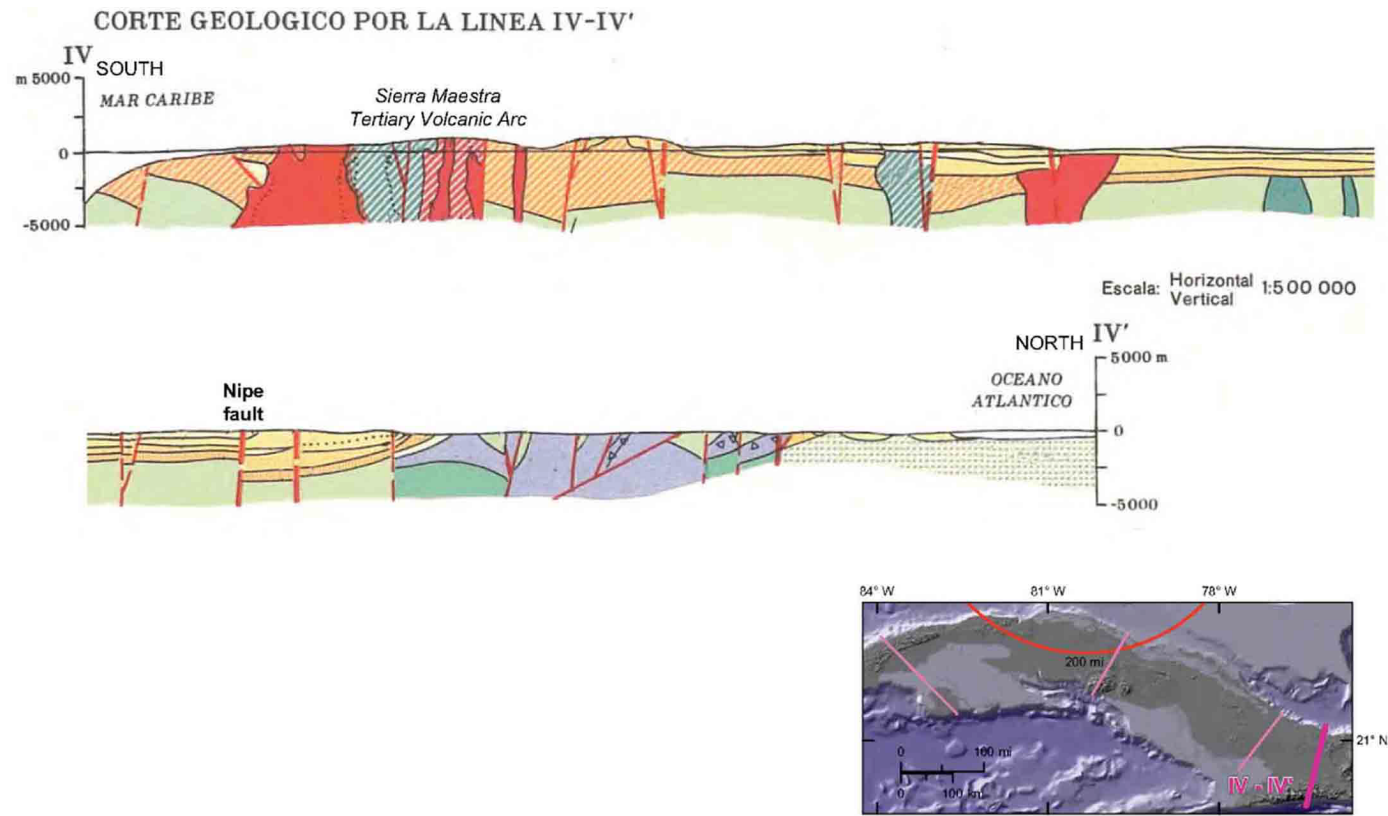 CORTE GEOLOGICO POR LA LINEA IV-IV'
IV
SOUTH
m 5000
MAR CARIBE
Sierra Maestra
Tertiary Volcanic Arc
0
-5000
Escala: Horizontal
Vertical 1:500 000
NORTH IV'
5000 m
OCEANO
ATLANTICO
Nipe
fault
0
-5000
84° W 81° W 78° W
200 mi
21° N
0 100 mi
0 100 km
IV - IV'